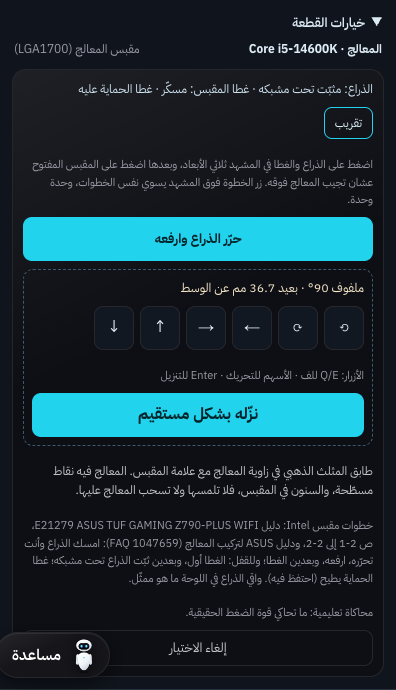 ▼ خيارات القطعة
المعالج · Core i5-14600K
مقبس المعالج (LGA1700)
الذراع: مثبّت تحت مشبكه · غطا المقبس: مسكّر · غطا الحماية عليه
تقريب
اضغط على الذراع والغطا في المشهد ثلاثي الأبعاد، وبعدها اضغط على المقبس المفتوح
عشان تجيب المعالج فوقه. زر الخطوة فوق المشهد يسوي نفس الخطوات، وحدة
وحدة.
حرّر الذراع وارفعه
ملفوف 90° · بعيد 36.7 مم عن الوسط
⟲ ⟳ ← → ↑ ↓
الأزرار: Q/E للف · الأسهم للتحريك · Enter للتنزيل
نزّله بشكل مستقيم
طابق المثلث الذهبي في زاوية المعالج مع علامة المقبس. المعالج فيه نقاط
مسطّحة، والسنون في المقبس، فلا تلمسها ولا تسحب المعالج عليها.
خطوات مقبس Intel: دليل E21279 ASUS TUF GAMING Z790-PLUS WIFI،
ص 2-1 إلى 2-2، ودليل ASUS لتركيب المعالج (FAQ 1047659): امسك الذراع وأنت
تحرّره، ارفعه، وبعدين الغطا؛ وللقفل: الغطا أول، وبعدين ثبّت الذراع تحت مشبكه؛ غطا
الحماية يطيح (احتفظ فيه). واقي الذراع في اللوحة ما هو ممثّل.
محاكاة تعليمية: ما تحاكي قوة الضغط الحقيقية.
إلغاء الاختيار
مساعدة